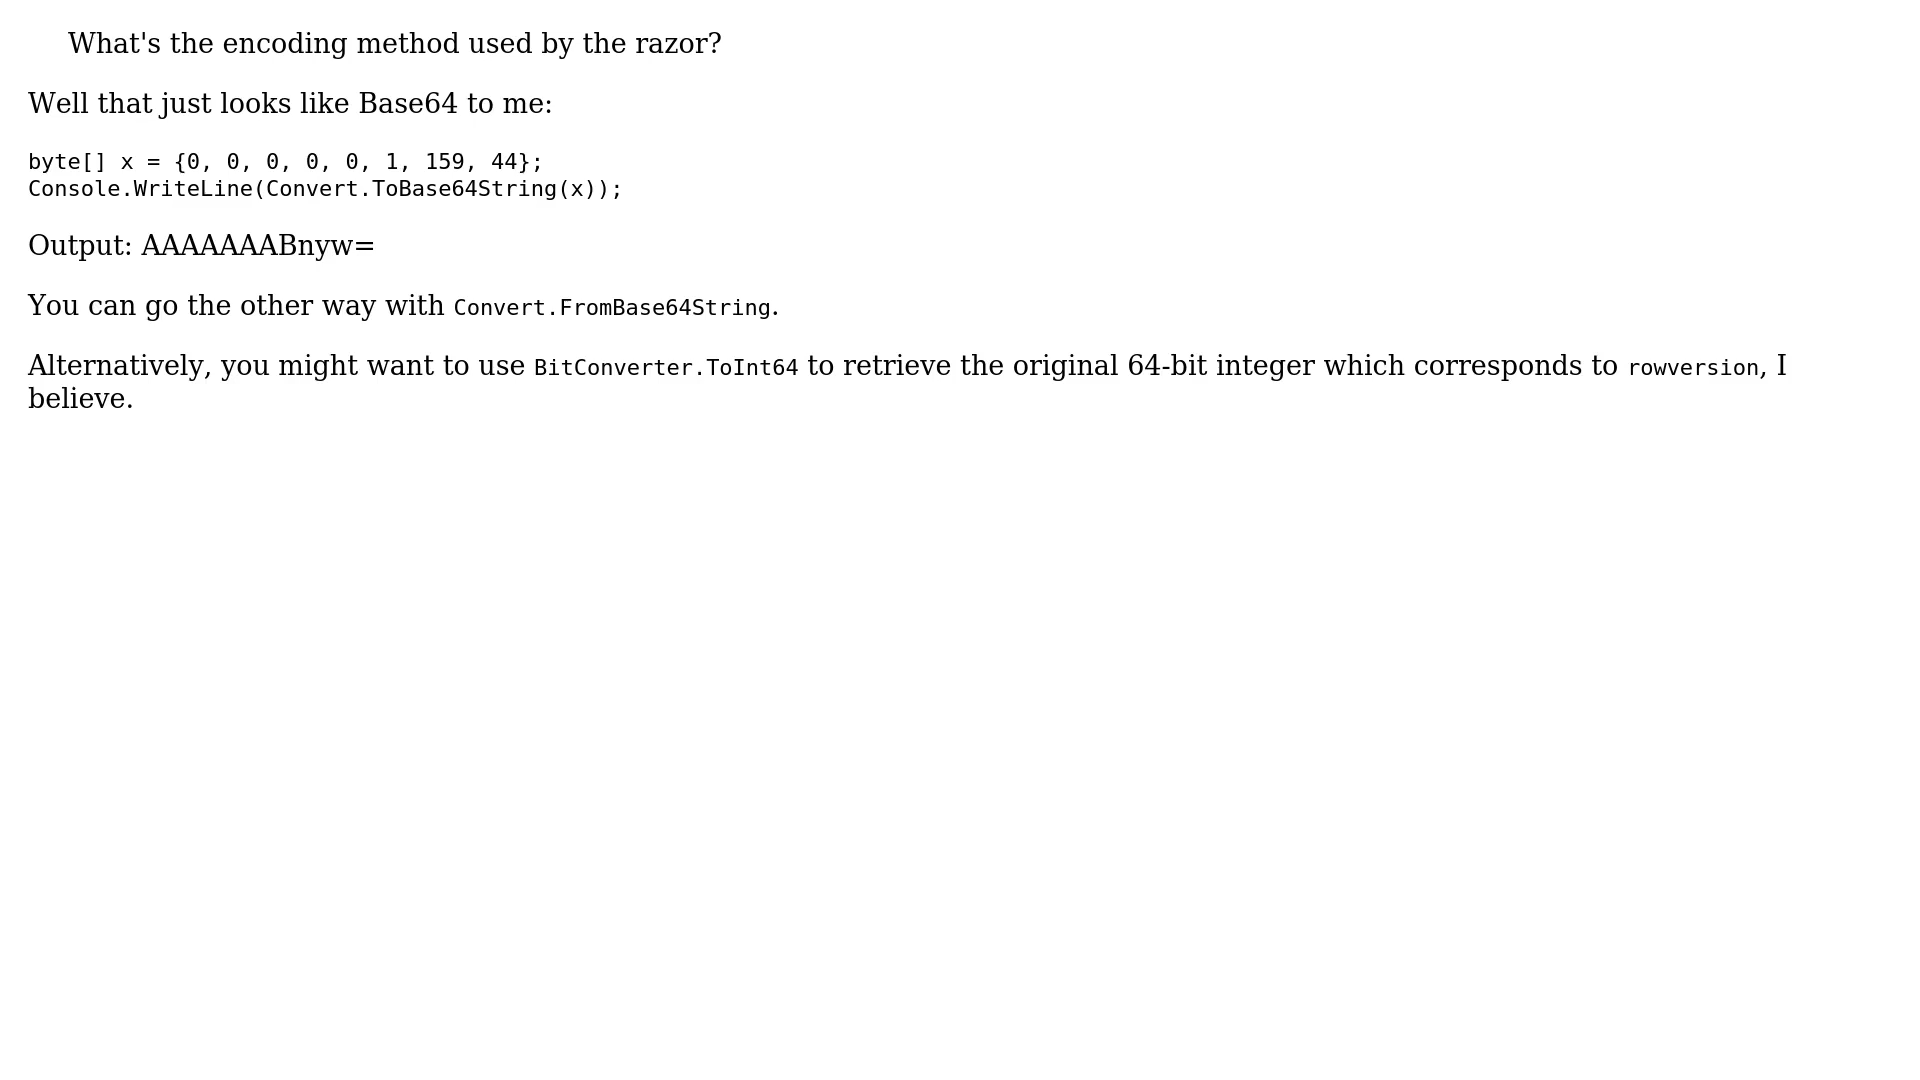 What's the encoding method used by the razor?
Well that just looks like Base64 to me:
byte[] x = {0, 0, 0, 0, 0, 1, 159, 44};
Console.WriteLine(Convert.ToBase64String(x));
Output: AAAAAAABnyw=
You can go the other way with Convert.FromBase64String.
Alternatively, you might want to use BitConverter.ToInt64 to retrieve the original 64-bit integer which corresponds to rowversion, I
believe.